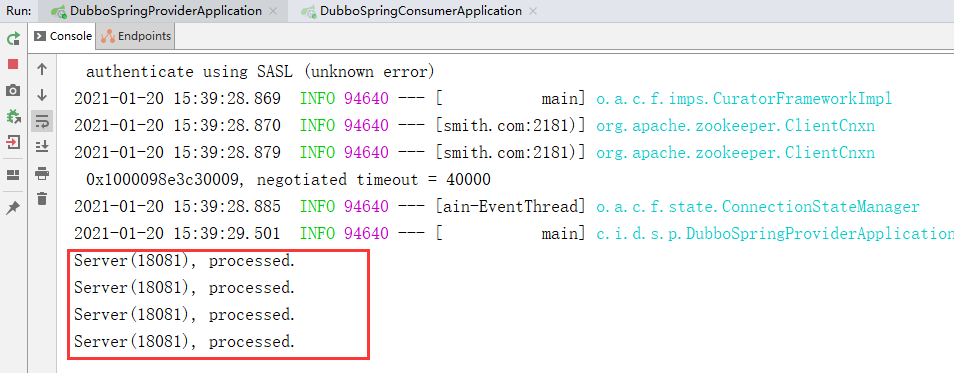 Run: DubboSpringProviderApplication × DubboSpringConsumerApplication ×
Console Endpoints
authenticate using SASL (unknown error)
2021-01-20 15:39:28.869 INFO 94640 --- [ main] o.a.c.f.imps.CuratorFrameworkImpl
2021-01-20 15:39:28.870 INFO 94640 --- [smith.com:2181)] org.apache.zookeeper.ClientCnxn
2021-01-20 15:39:28.879 INFO 94640 --- [smith.com:2181)] org.apache.zookeeper.ClientCnxn
0x1000098e3c30009, negotiated timeout = 40000
2021-01-20 15:39:28.885 INFO 94640 --- [ain-EventThread] o.a.c.f.state.ConnectionStateManager
2021-01-20 15:39:29.501 INFO 94640 --- [ main] c.i.d.s.p.DubboSpringProviderApplication
Server(18081), processed.
Server(18081), processed.
Server(18081), processed.
Server(18081), processed.